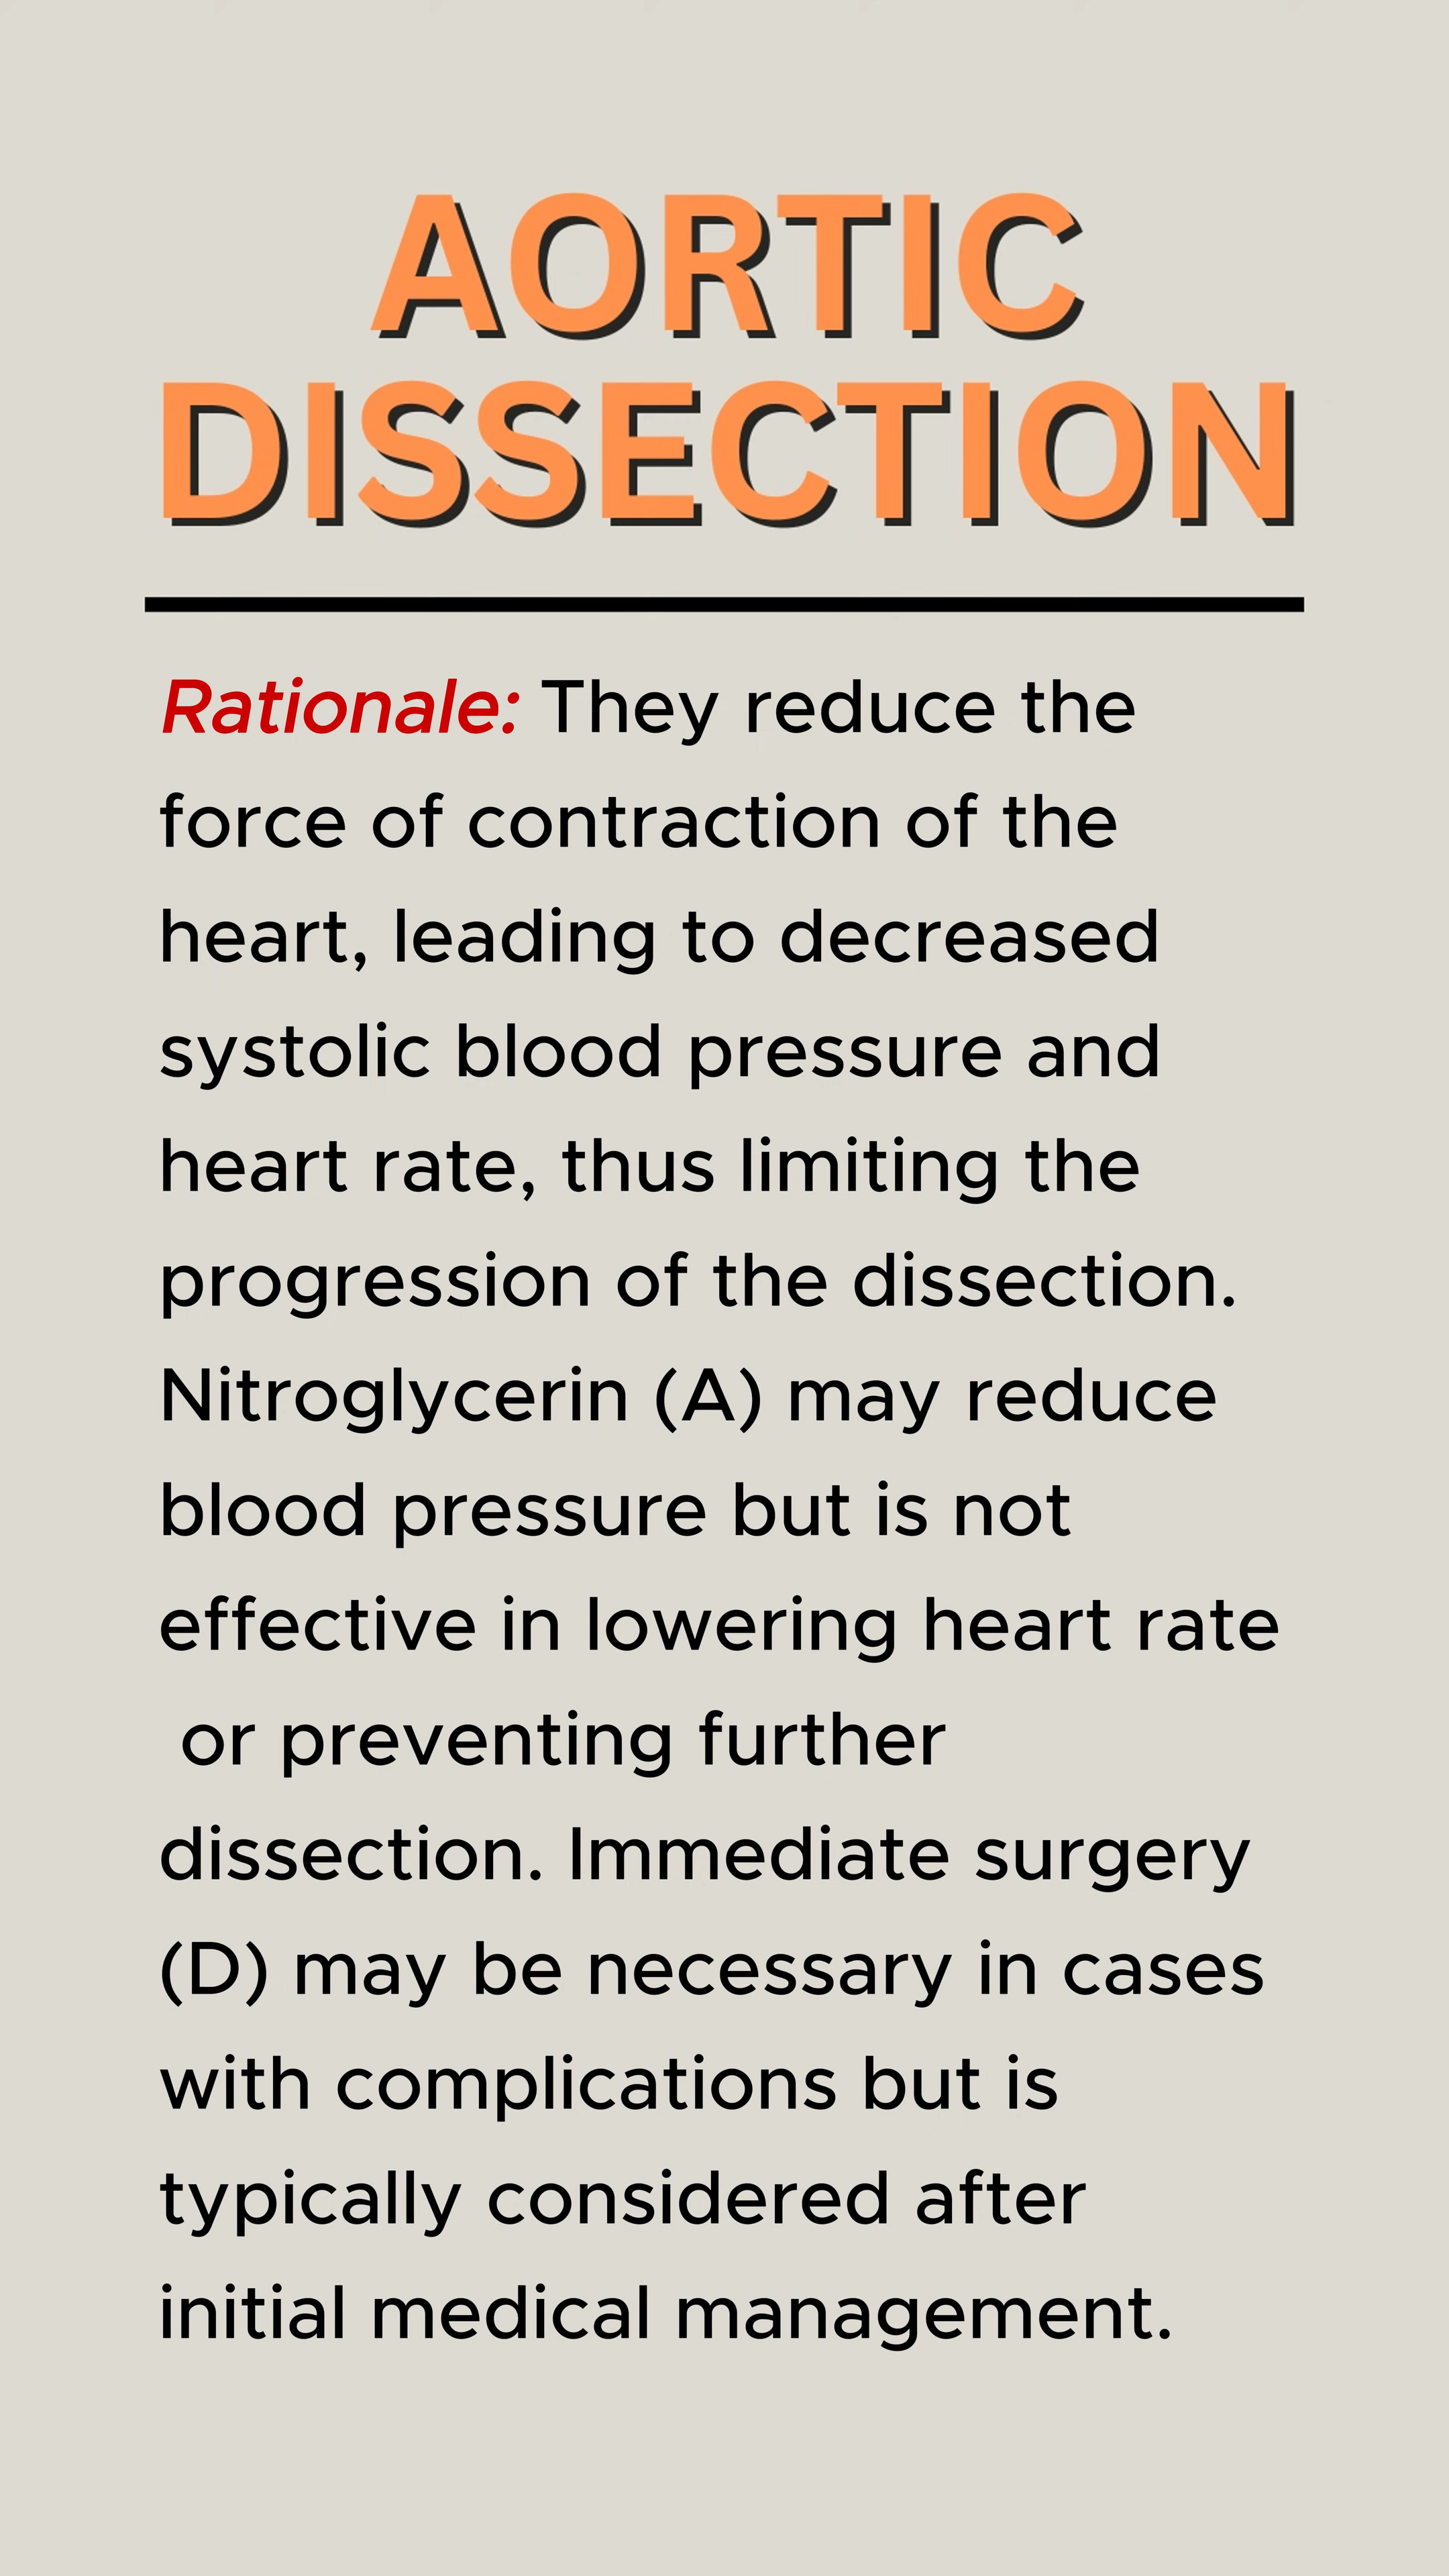 AORTIC
DISSECTION
Rationale: They reduce the
force of contraction of the
heart, leading to decreased
systolic blood pressure and
heart rate, thus limiting the
progression of the dissection.
Nitroglycerin (A) may reduce
blood pressure but is not
effective in lowering heart rate
or preventing further
dissection. Immediate surgery
(D) may be necessary in cases
with complications but is
typically considered after
initial medical management.